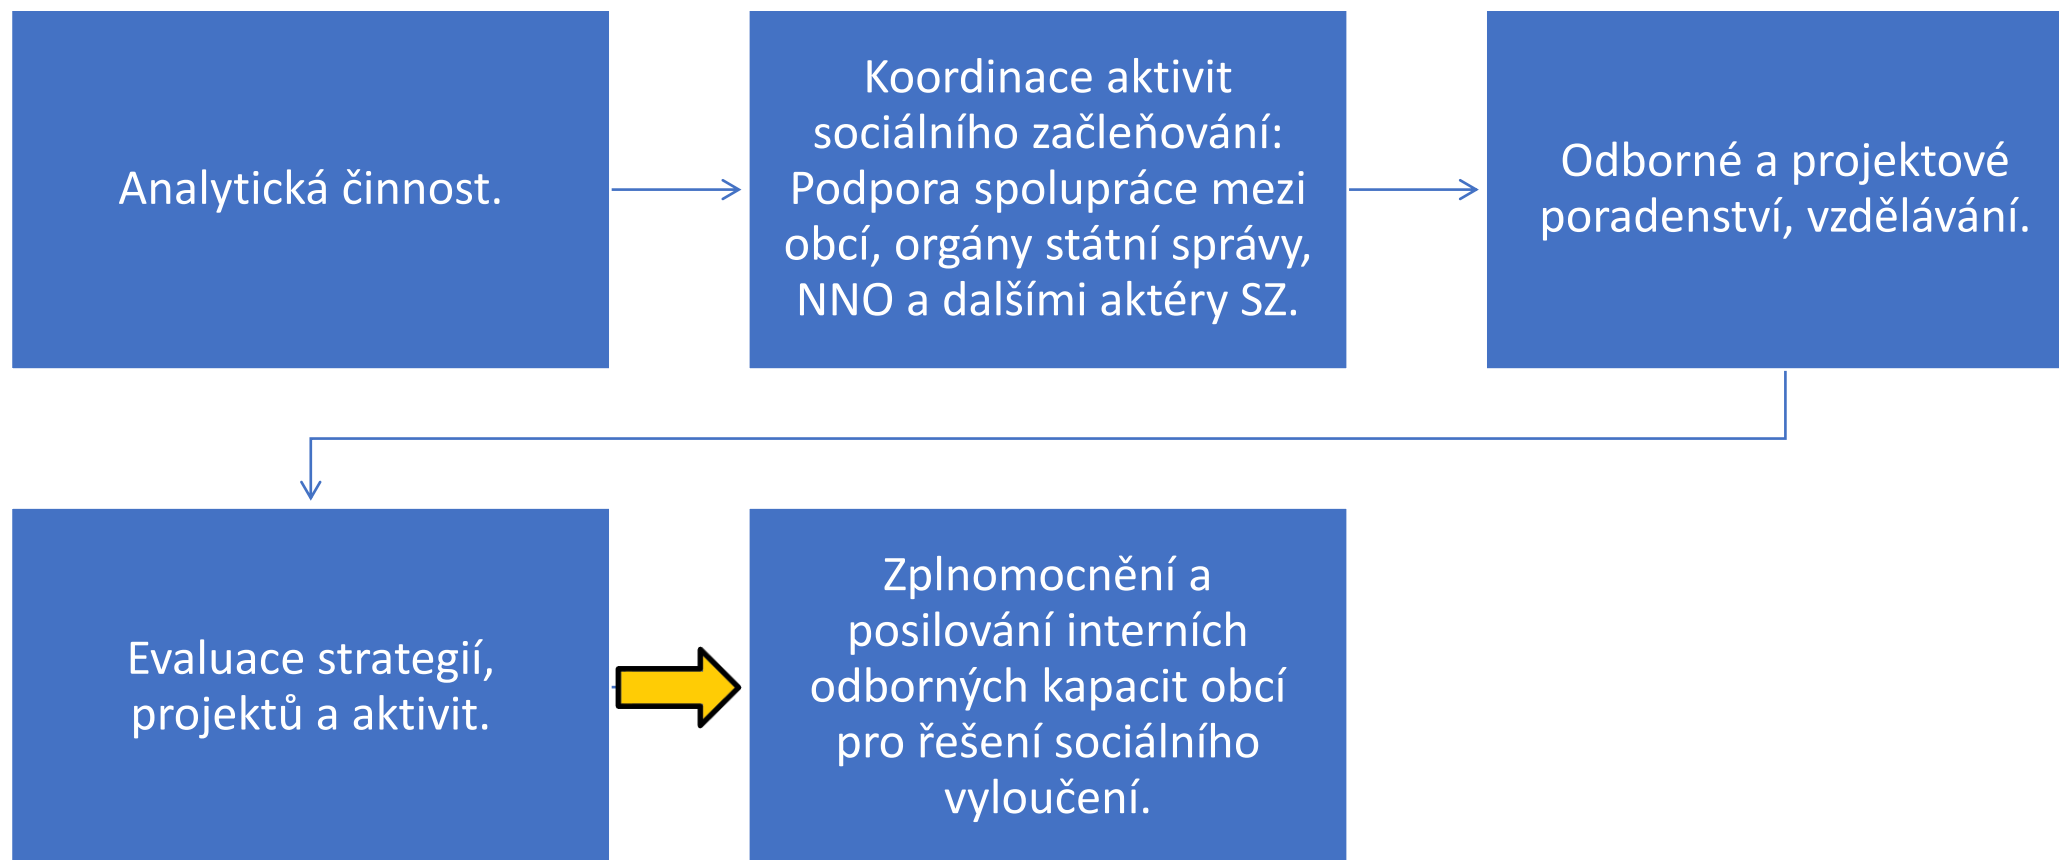 Analytická činnost.
Koordinace aktivit
sociálního začleňování:
Podpora spolupráce mezi
obcí, orgány státní správy,
NNO a dalšími aktéry SZ.
Odborné a projektové
poradenství, vzdělávání.
Evaluace strategií,
projektů a aktivit.
Zplnomocnění a
posilování interních
odborných kapacit obcí
pro řešení sociálního
vyloučení.